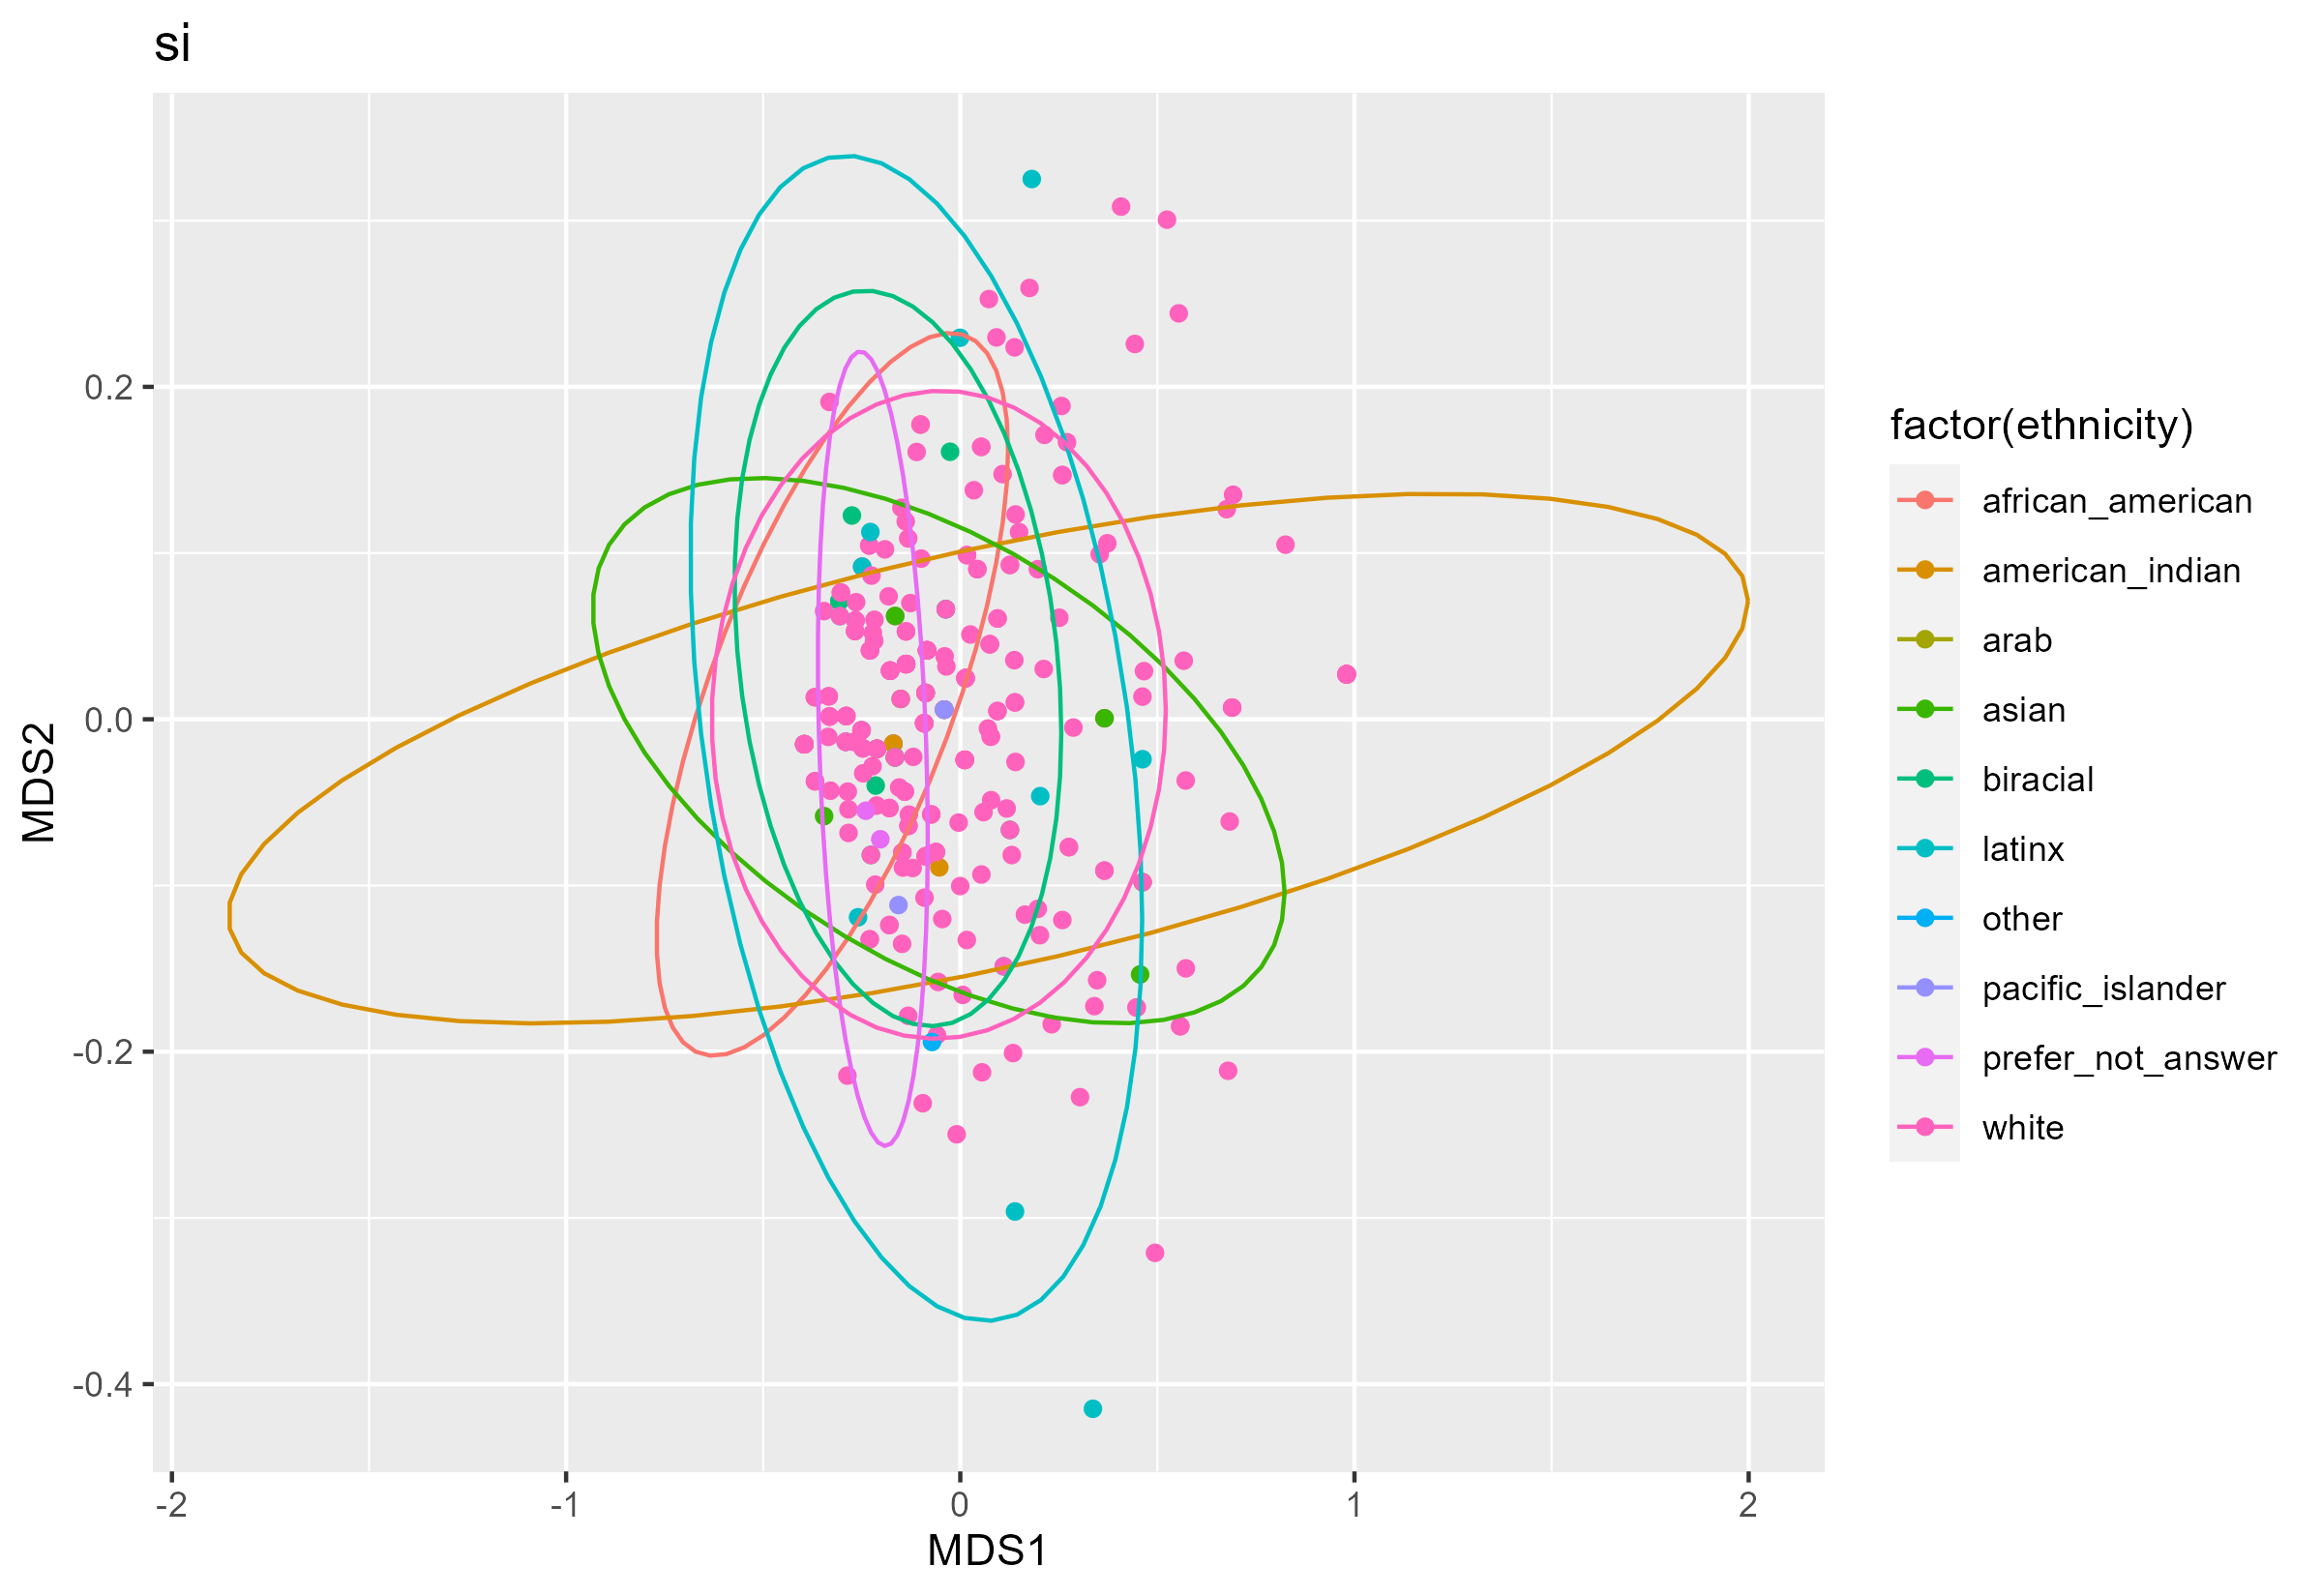 si
MDS2
0.2
0.0
-0.2
-0.4
-2
-1
0
1
2
MDS1
factor(ethnicity)
african_american
american_indian
arab
asian
biracial
latinx
other
pacific_islander
prefer_not_answer
white